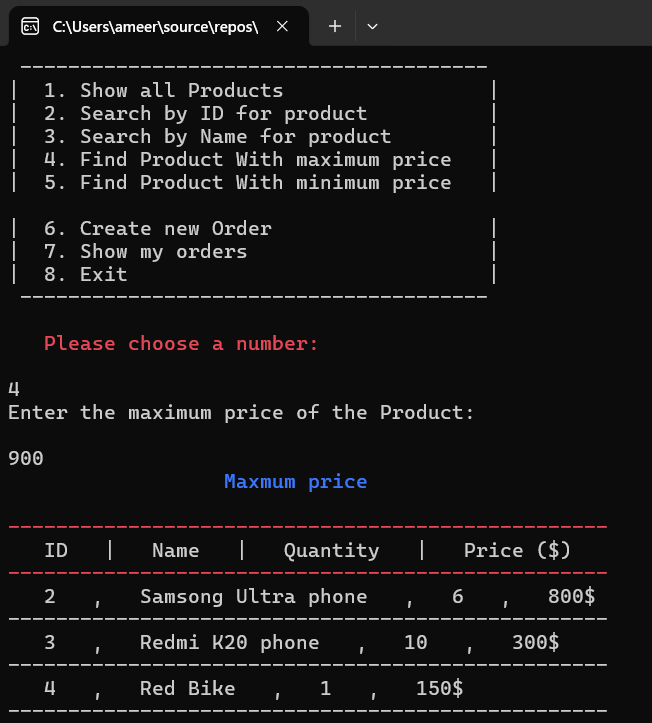 C:\Users\ameer\source\repos\
1. Show all Products
2. Search by ID for product
3. Search by Name for product
4. Find Product With maximum price
5. Find Product With minimum price
6. Create new Order
7. Show my orders
8. Exit
Please choose a number:
4
Enter the maximum price of the Product:
900
Maxmum price
ID | Name | Quantity | Price ($)
2 , Samsong Ultra phone , 6 , 800$
3 , Redmi K20 phone , 10 , 300$
4 , Red Bike , 1 , 150$